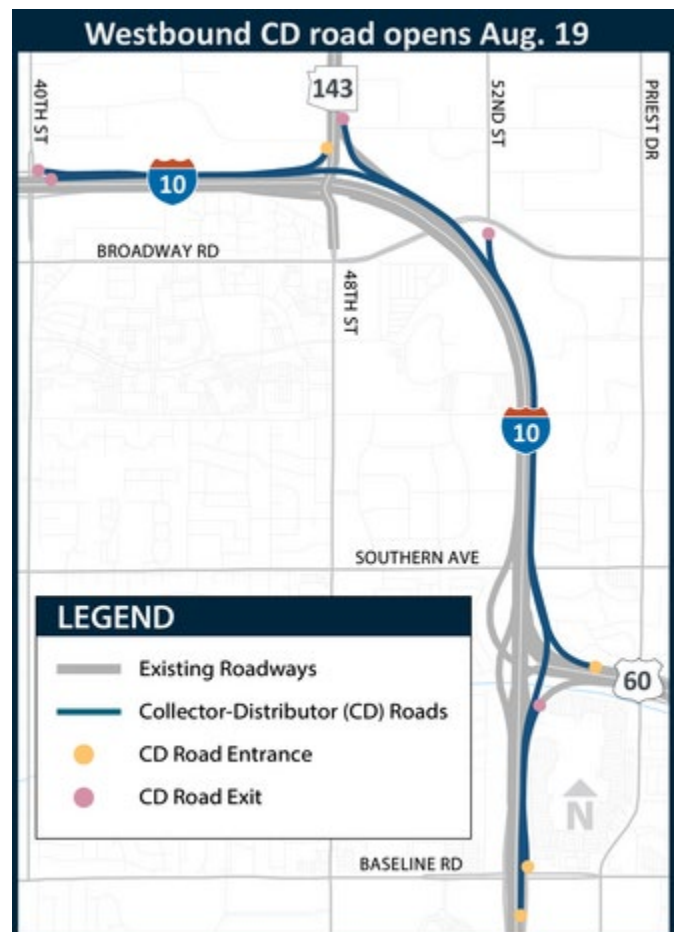 Westbound CD road opens Aug. 19
40TH ST
143
52ND ST
PRIEST DR
10
BROADWAY RD
48TH ST
10
SOUTHERN AVE
LEGEND
Existing Roadways
Collector-Distributor (CD) Roads
CD Road Entrance
CD Road Exit
60
N
BASELINE RD